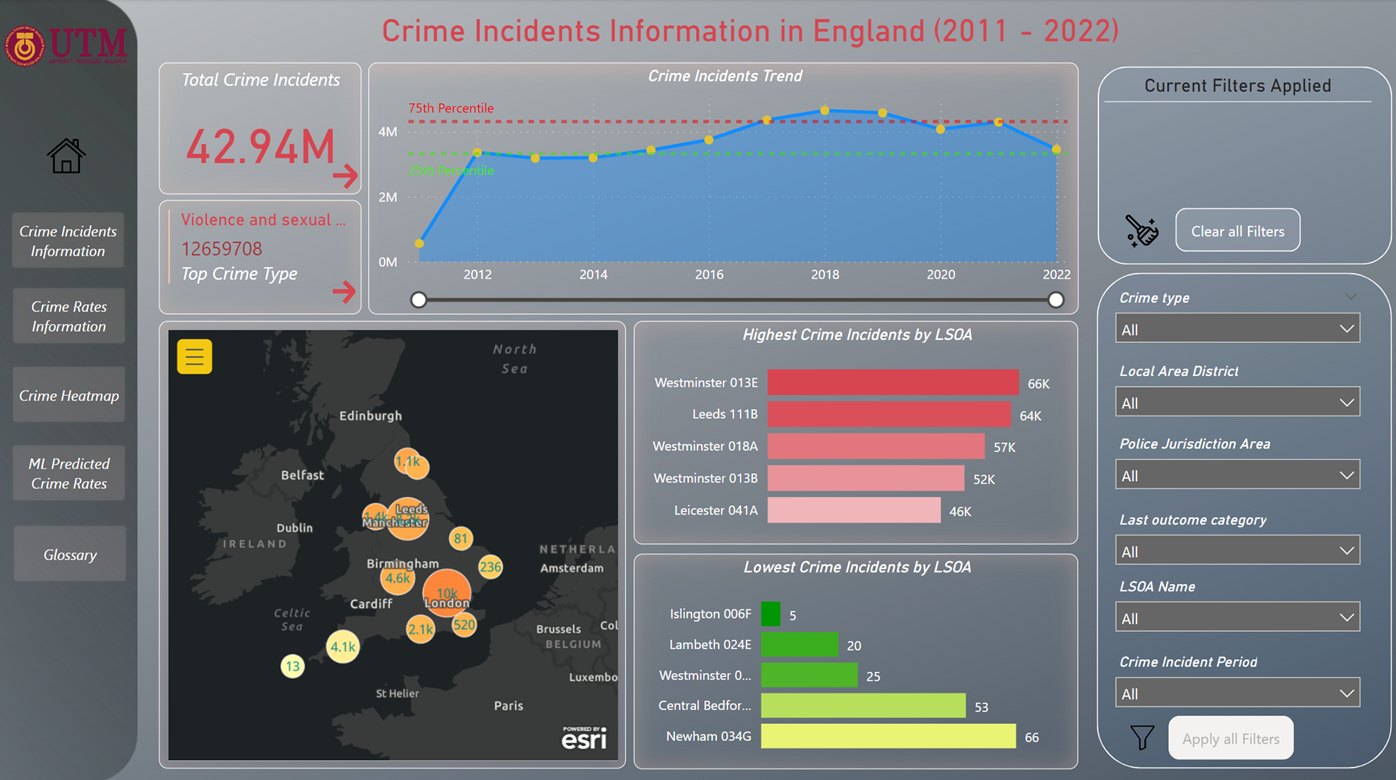 UTM
Crime Incidents Information in England (2011 - 2022)
Total Crime Incidents
42.94M
Violence and sexual ...
12659708
Top Crime Type
Crime Incidents Trend
75th Percentile
25th Percentile
4M
2M
0M
2012
2014
2016
2018
2020
2022
Current Filters Applied
Clear all Filters
Crime Incidents
Information
Crime Rates
Information
Crime Heatmap
ML Predicted
Crime Rates
Glossary
North
Sea
Edinburgh
1.1k
Belfast
Leeds
1.4k
Manchester
Dublin
IRELAND
81
NETHERLA
Birmingham
236
Amsterdam
4.6k
10k
London
Cardiff
Celtic
Sea
2.1k
520
Brussels
Col
BELGIUM
4.1k
13
Luxembo
St Helier
Paris
POWERED BY
esri
Highest Crime Incidents by LSOA
Westminster 013E
66K
Leeds 111B
64K
Westminster 018A
57K
Westminster 013B
52K
Leicester 041A
46K
Lowest Crime Incidents by LSOA
Islington 006F
5
Lambeth 024E
20
Westminster 0...
25
Central Bedfor...
53
Newham 034G
66
Crime type
All
Local Area District
All
Police Jurisdiction Area
All
Last outcome category
All
LSOA Name
All
Crime Incident Period
All
Apply all Filters